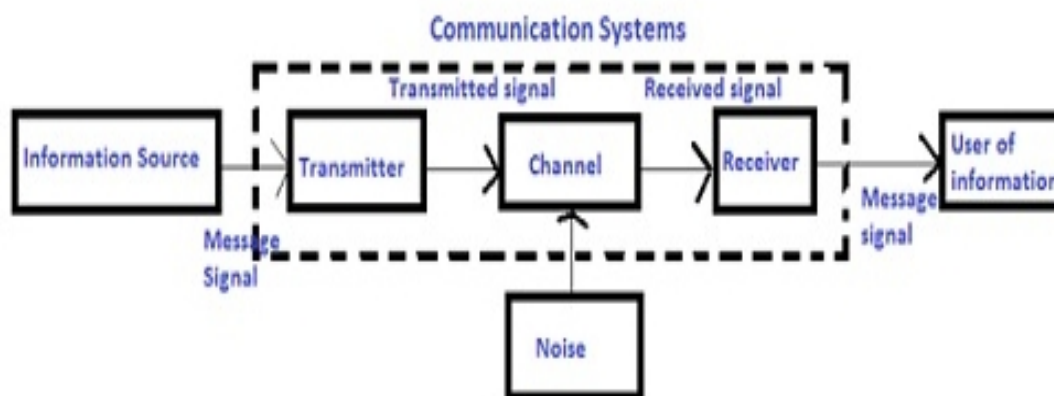 Communication Systems
Transmitted signal
Received signal
Information Source
Transmitter
Channel
Receiver
User of
information
Message
Signal
Message
signal
Noise